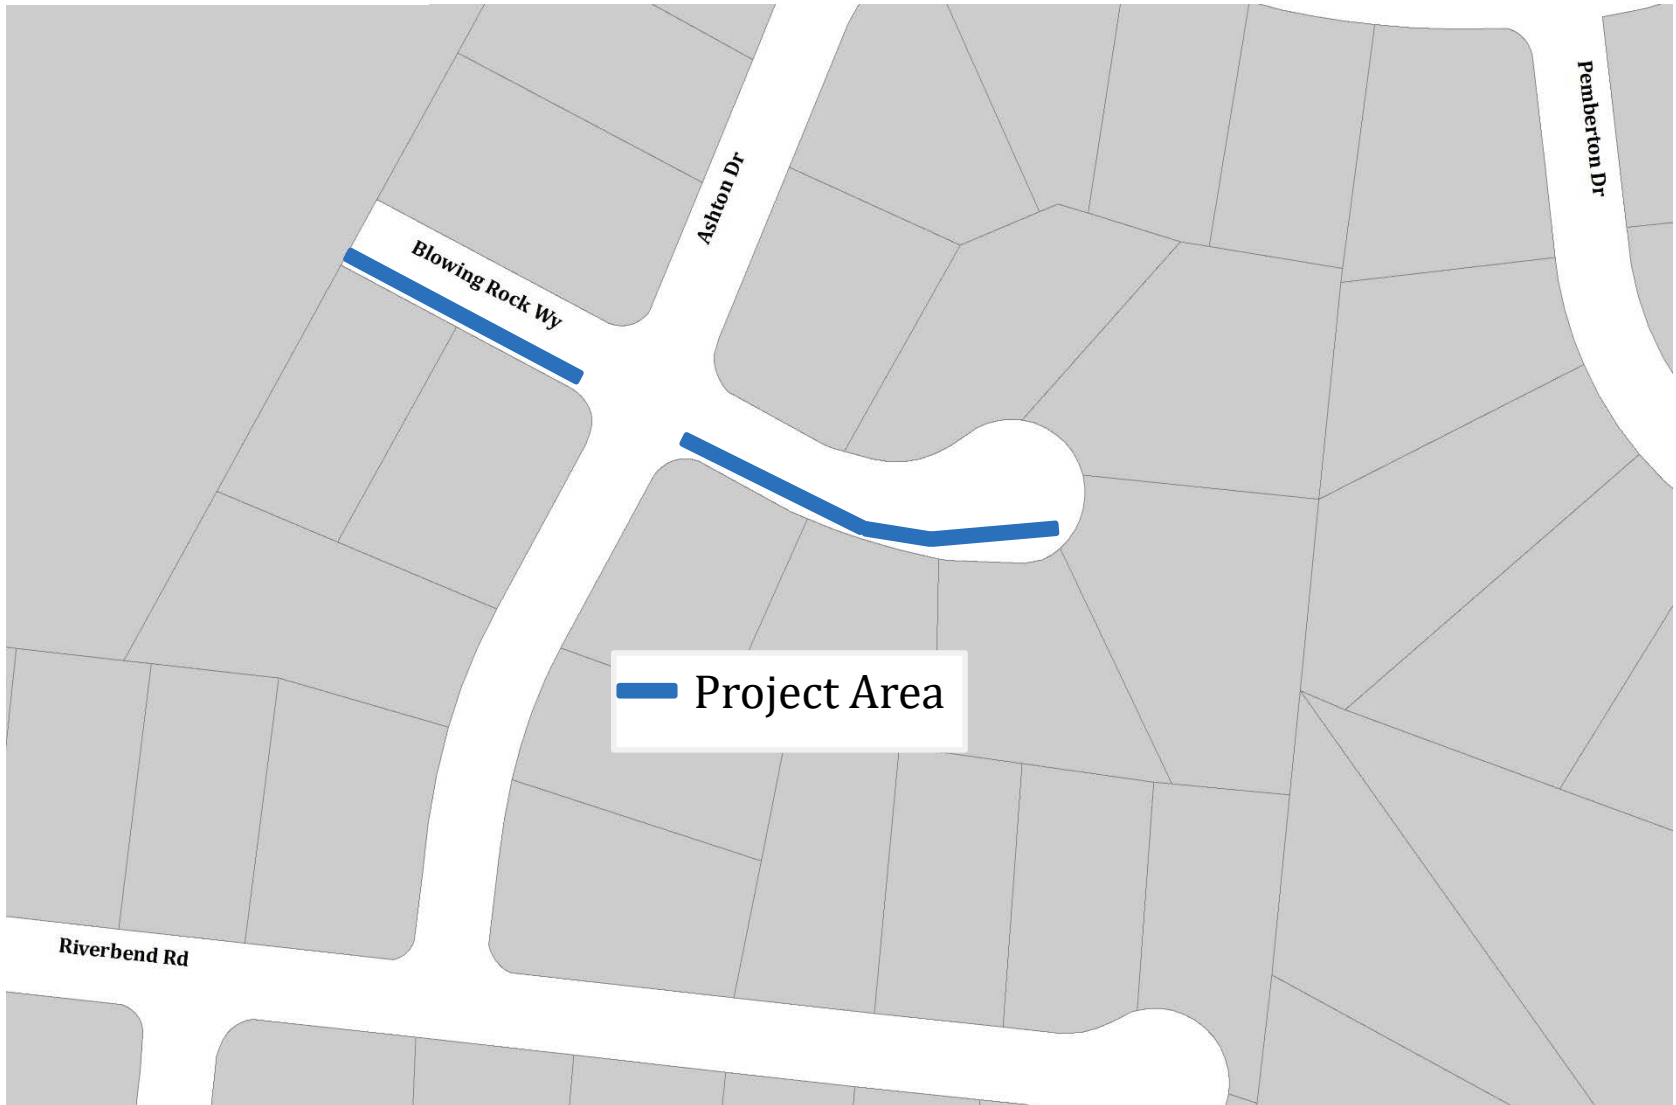 Pemberton Dr
Ashton Dr
Blowing Rock Wy
Project Area
Riverbend Rd